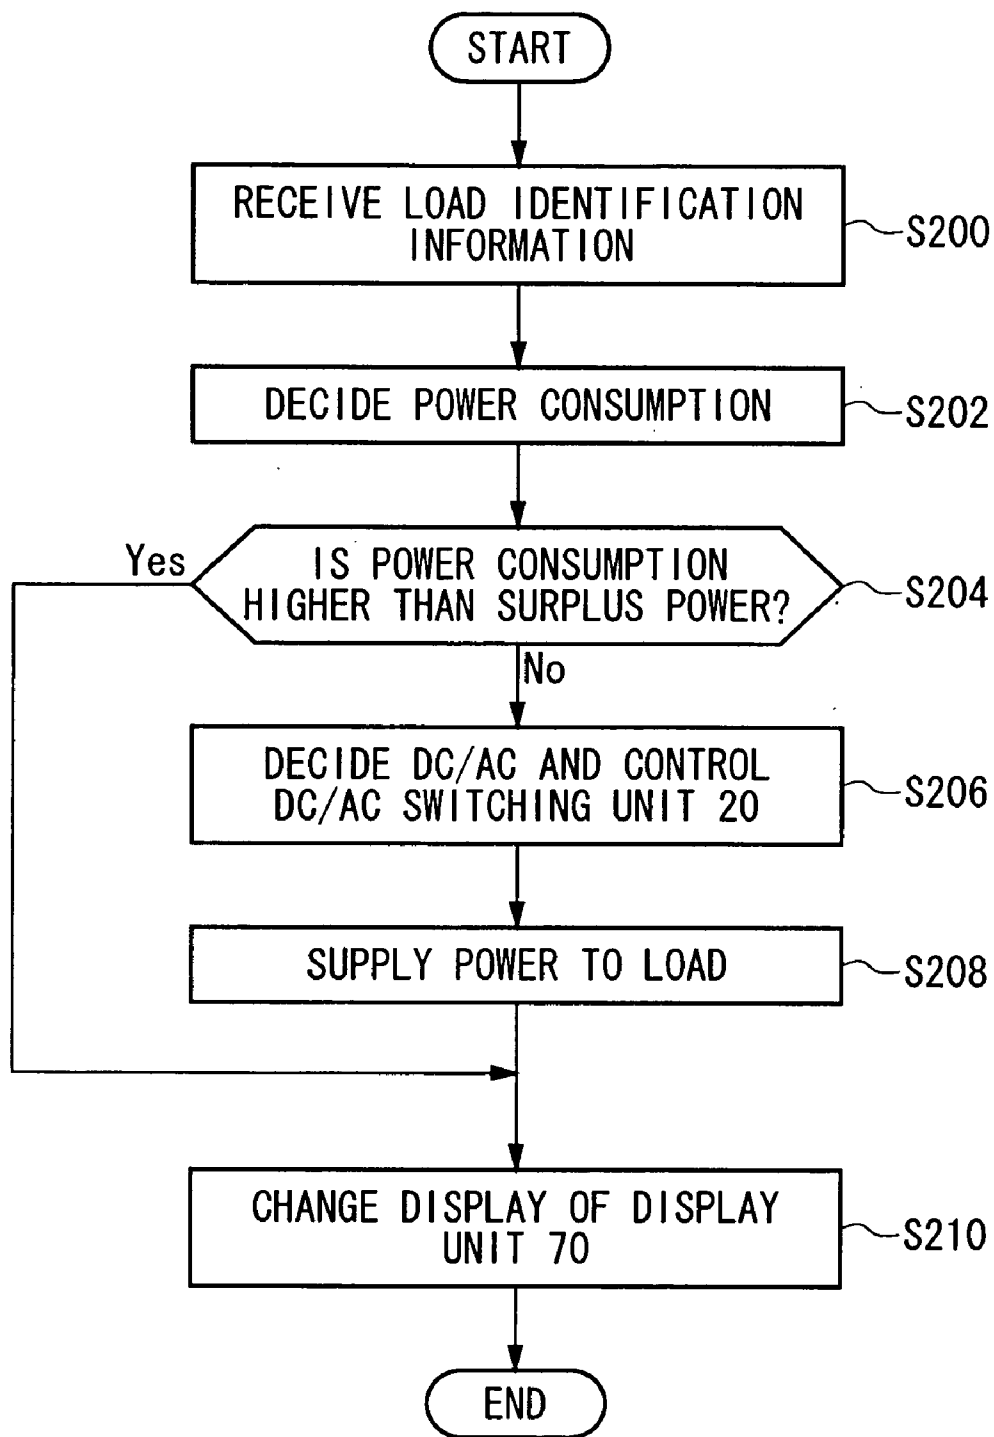 START
RECEIVE LOAD IDENTIFICATION
INFORMATION
S200
DECIDE POWER CONSUMPTION
S202
Yes
IS POWER CONSUMPTION
HIGHER THAN SURPLUS POWER?
S204
No
DECIDE DC/AC AND CONTROL
DC/AC SWITCHING UNIT 20
S206
SUPPLY POWER TO LOAD
S208
CHANGE DISPLAY OF DISPLAY
UNIT 70
S210
END